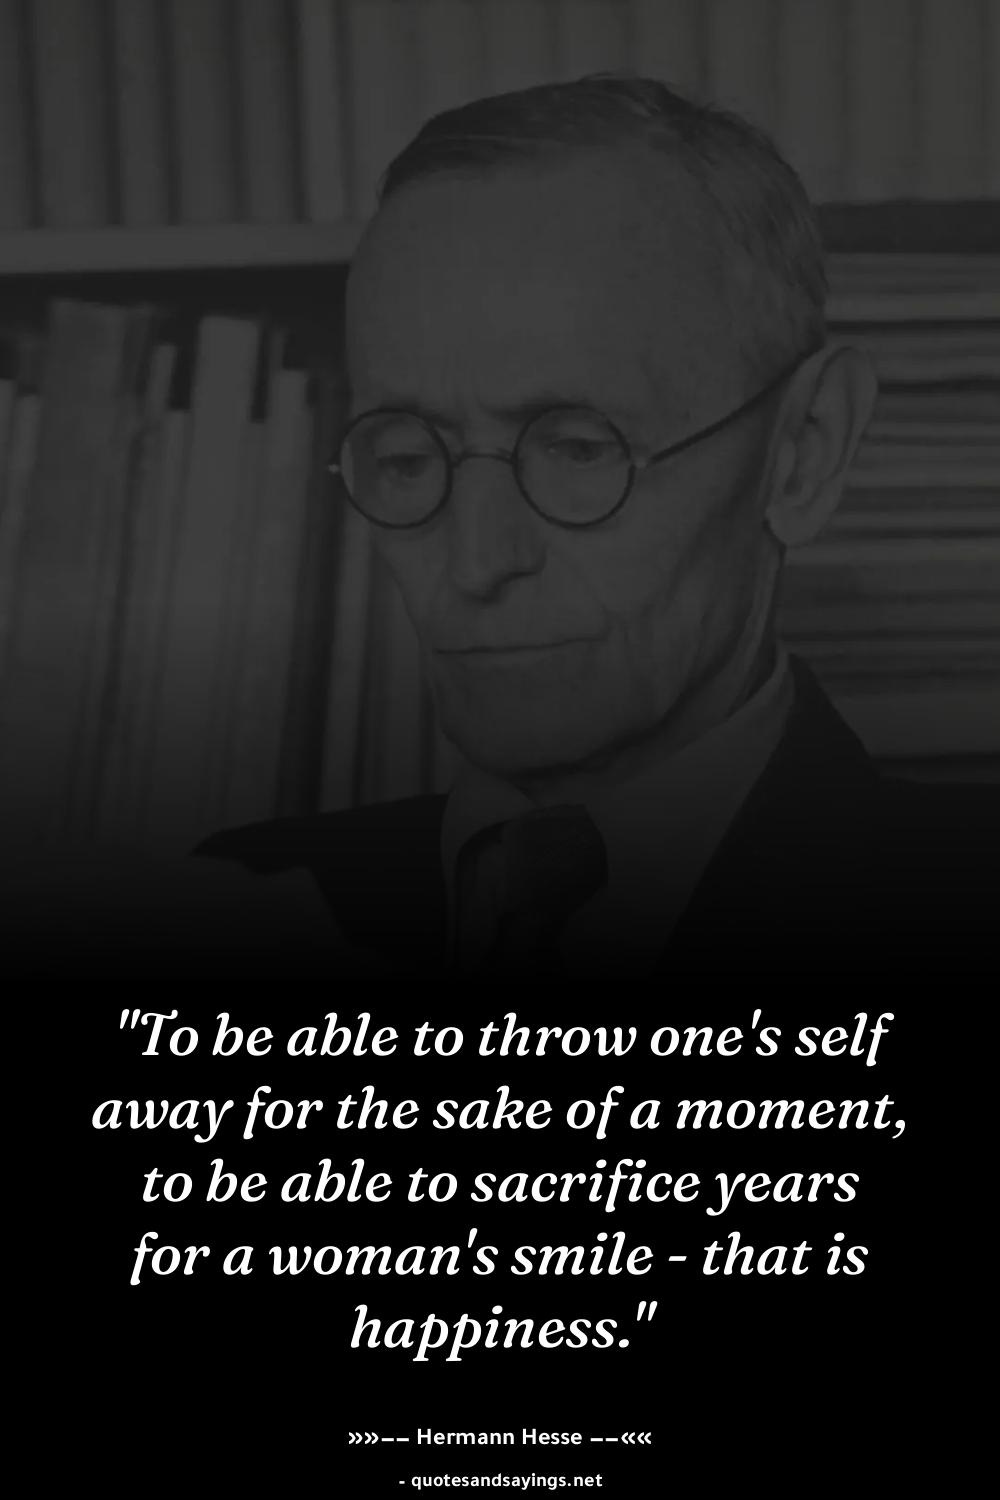 "To be able to throw one's self
away for the sake of a moment,
to be able to sacrifice years
for a woman's smile - that is
happiness."
»»−− Hermann Hesse −−««
- quotesandsayings.net